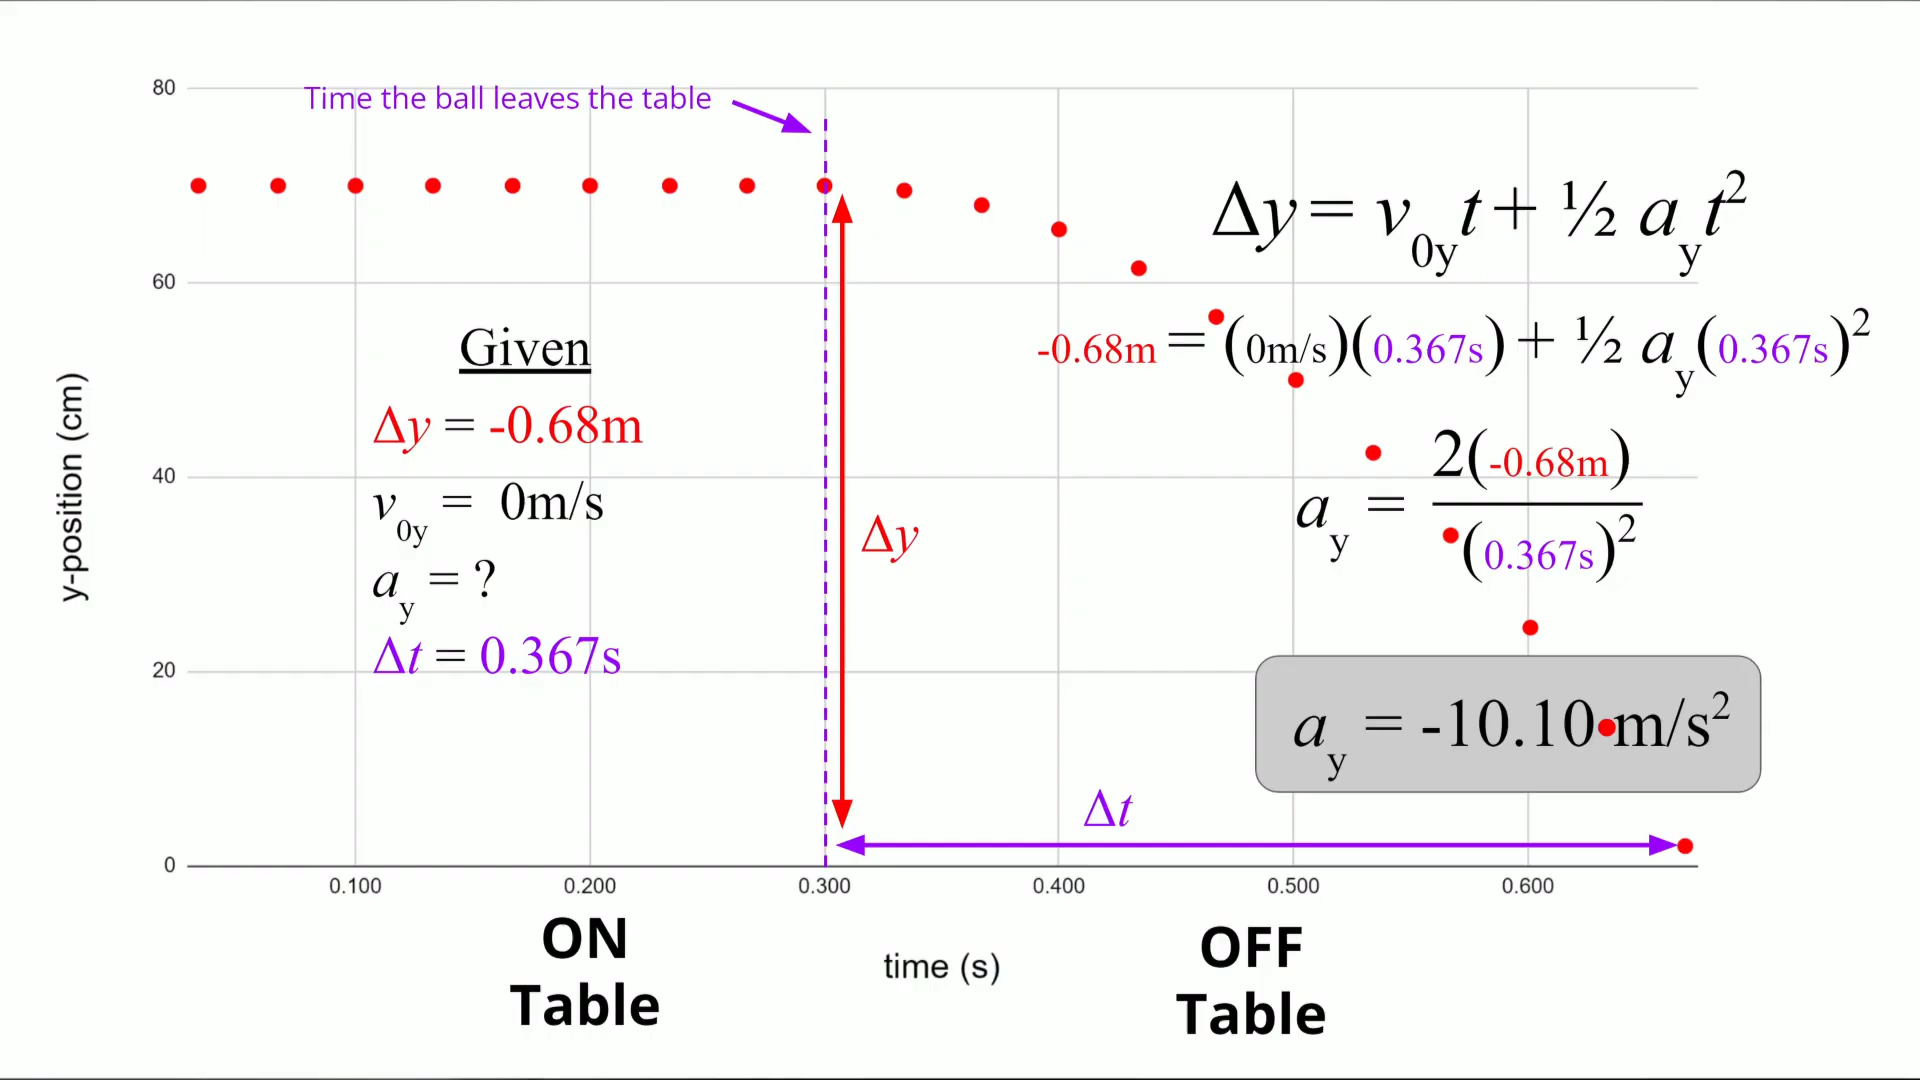 80
Time the ball leaves the table
60
40
20
0
y-position (cm)
Given
Δy = -0.68m
v0y = 0m/s
ay = ?
Δt = 0.367s
Δy
Δy = v0yt + ½ ayt²
-0.68m = (0m/s)(0.367s) + ½ ay(0.367s)²
ay = 2(-0.68m)
(0.367s)²
ay = -10.10 m/s²
Δt
0.100 0.200 0.300 0.400 0.500 0.600
ON
Table
time (s)
OFF
Table